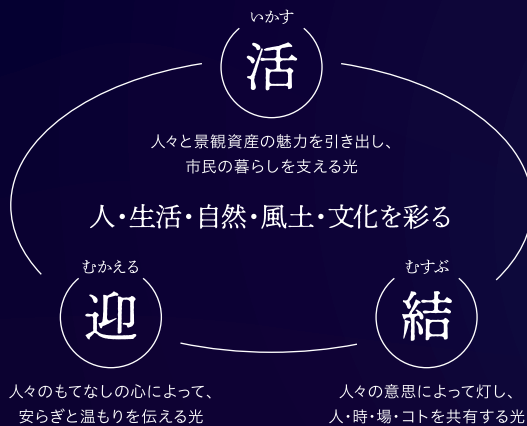 いかす
活
人々と景観資産の魅力を引き出し、
市民の暮らしを支える光
人・生活・自然・風土・文化を彩る
むかえる
迎
人々のもてなしの心によって、
安らぎと温もりを伝える光
むすぶ
結
人々の意思によって灯し、
人・時・場・コトを共有する光